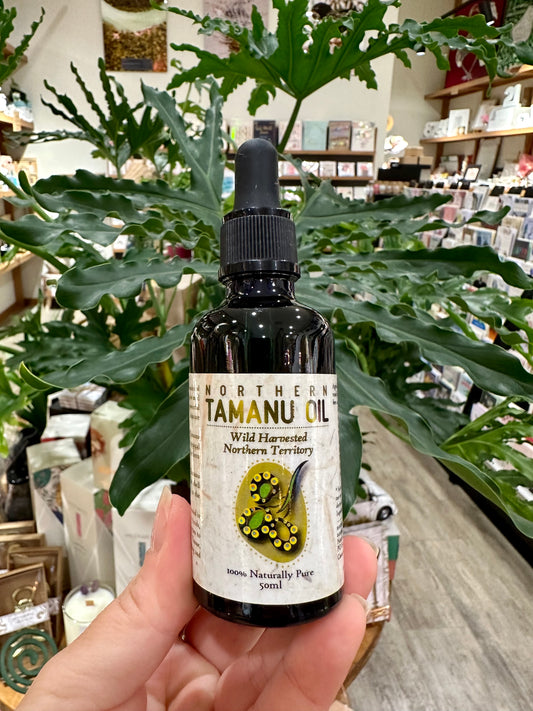 NORTHERN
TAMANU OIL
Wild Harvested
Northern Territory
100% Naturally Pure
50ml